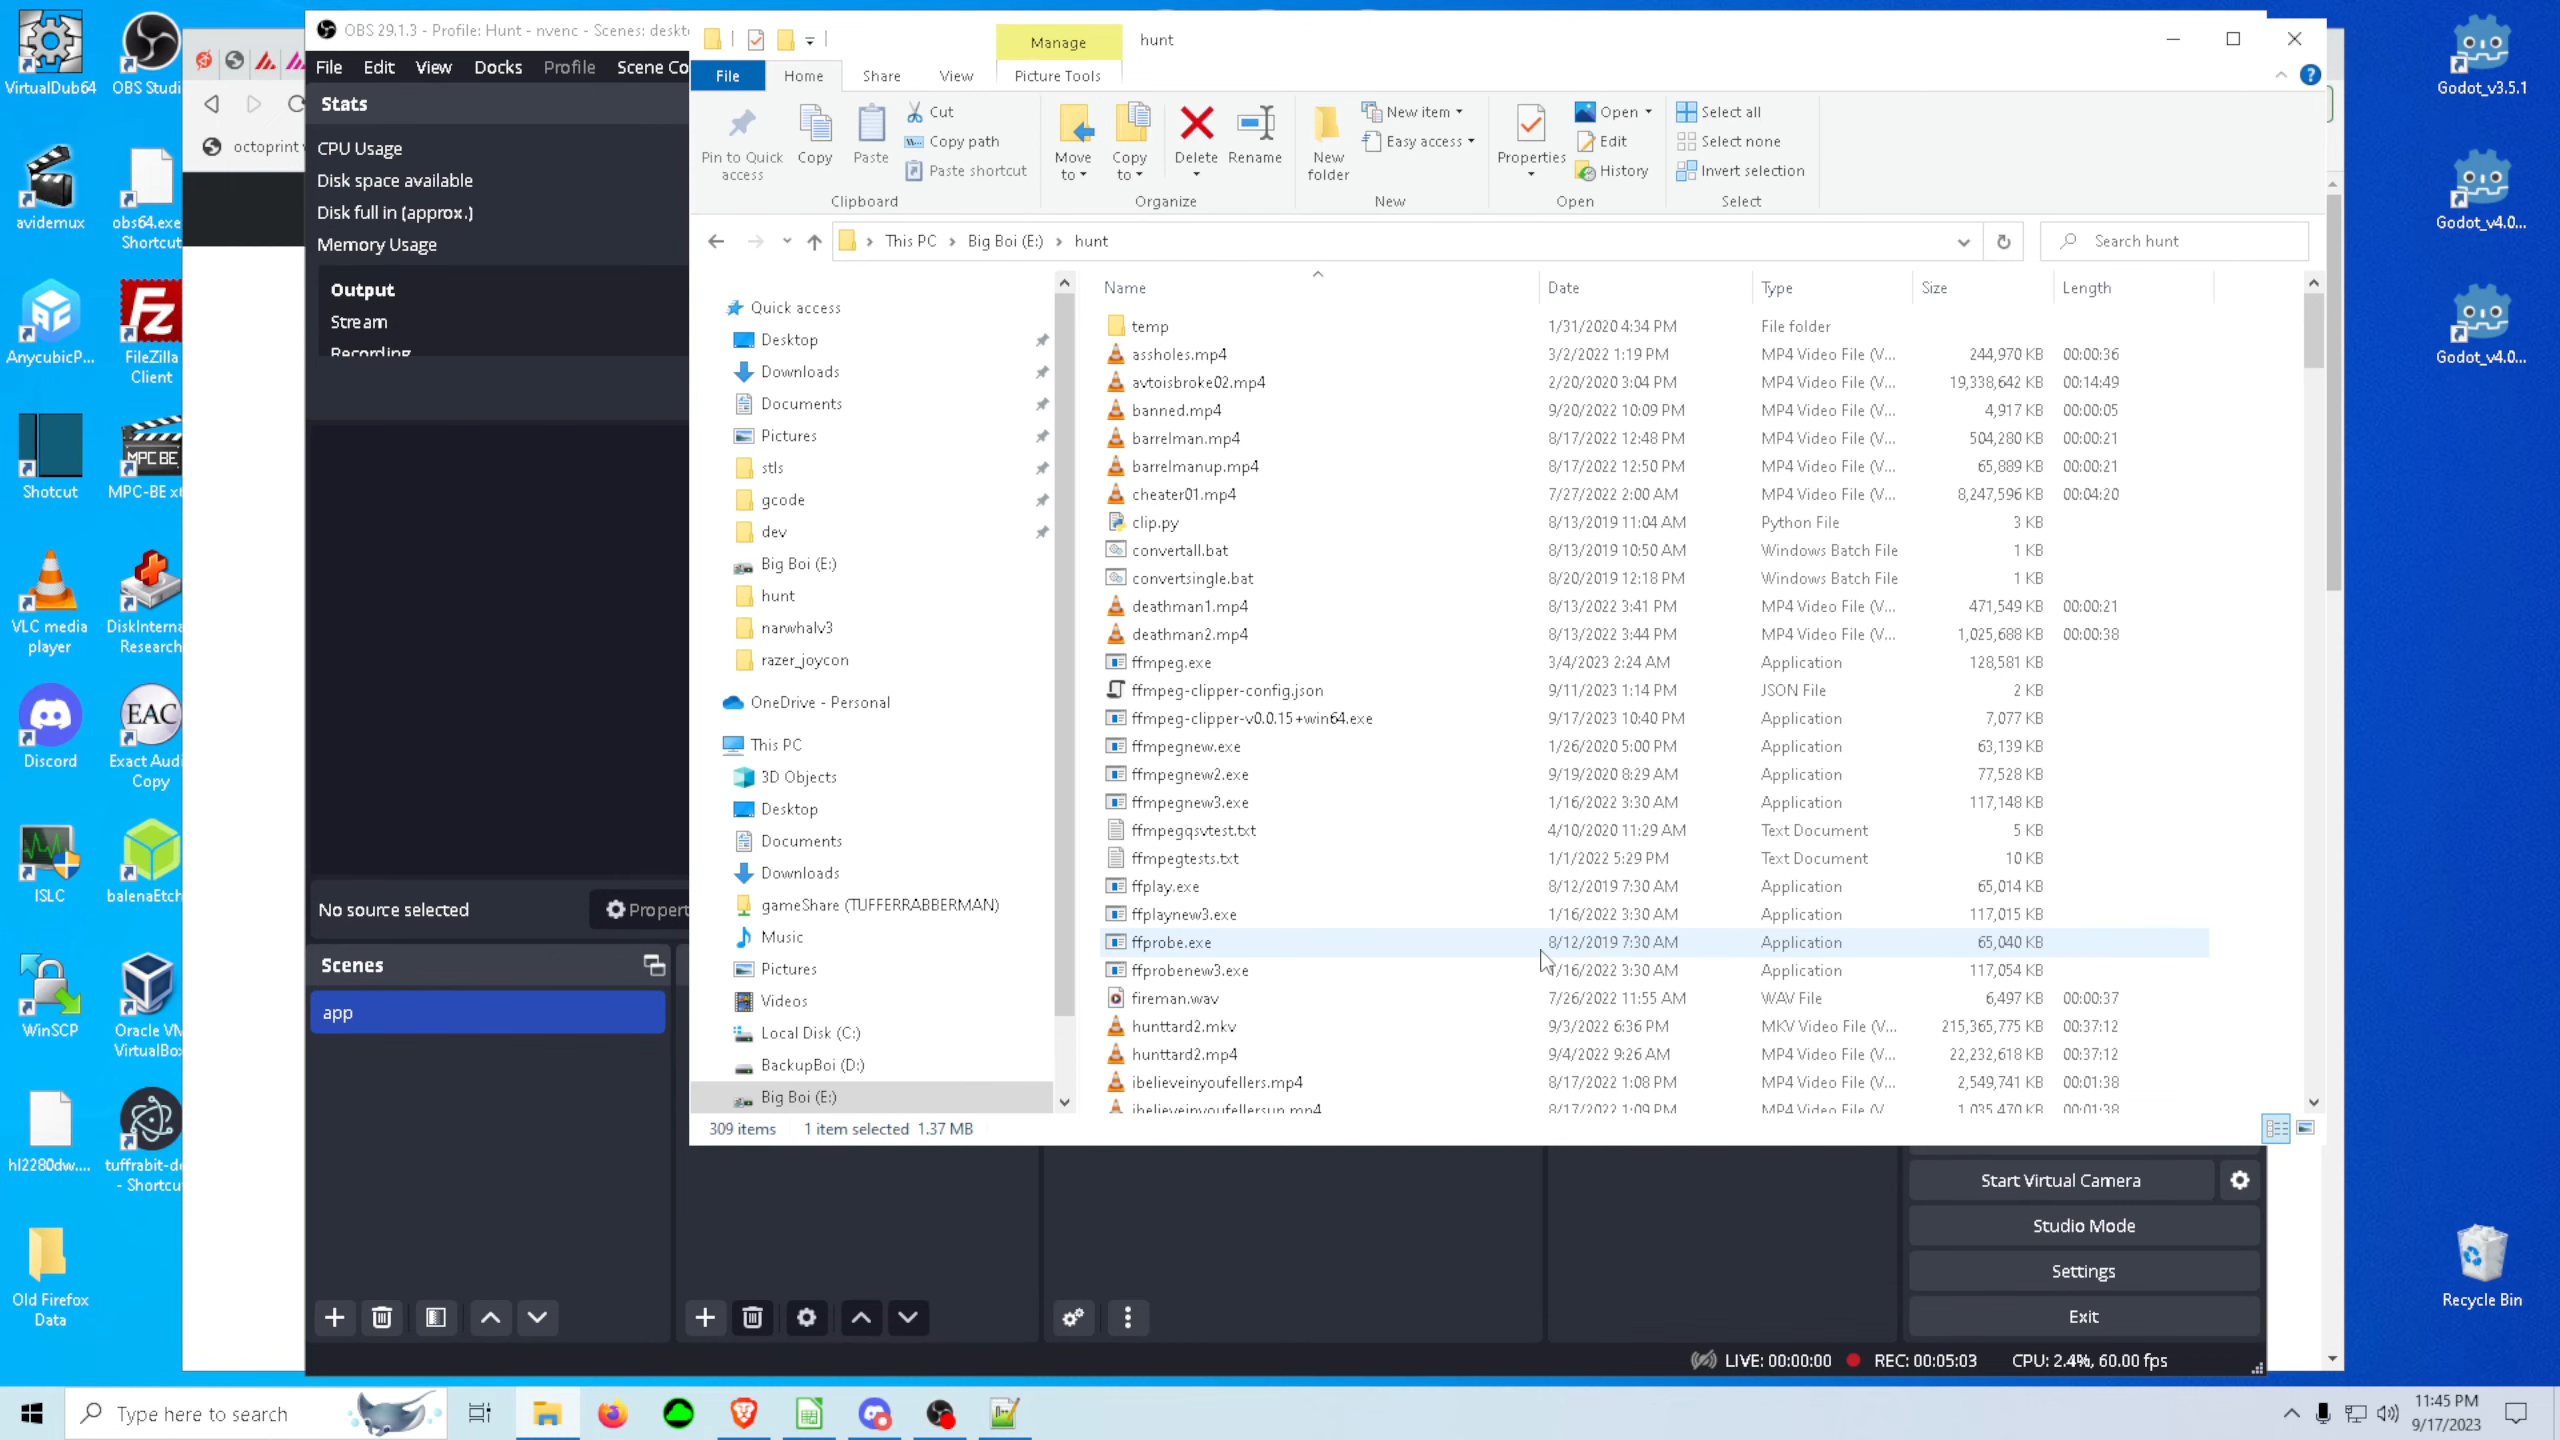 VirtualDub64
OBS Studi
avidemux
obs64.exe
Shortcut
AnycubicP...
FileZilla
Client
Shotcut
MPC-BE x6
VLC media
player
DiskInterna
Research
Discord
Exact Audi
Copy
ISLC
balenaEtch
WinSCP
Oracle VM
VirtualBox
hl2280dw....
tuffrabit-de
- Shortcu
Old Firefox
Data
octoprint
OBS 29.1.3 - Profile: Hunt - nvenc - Scenes: deskt
File Edit View Docks Profile Scene Co
Stats
CPU Usage
Disk space available
Disk full in (approx.)
Memory Usage
Output
Stream
Recording
No source selected
Propert
Scenes
app
Manage
hunt
File Home Share View Picture Tools
Pin to Quick
access
Copy
Paste
Cut
Copy path
Paste shortcut
Clipboard
Move
to
Copy
to
Delete
Rename
Organize
New
folder
New item
Easy access
New
Properties
Open
Edit
History
Open
Select all
Select none
Invert selection
Select
This PC > Big Boi (E:) > hunt
Search hunt
Quick access
Desktop
Downloads
Documents
Pictures
stls
gcode
dev
Big Boi (E:)
hunt
narwhalv3
razer_joycon
OneDrive - Personal
This PC
3D Objects
Desktop
Documents
Downloads
gameShare (TUFFERRABBERMAN)
Music
Pictures
Videos
Local Disk (C:)
BackupBoi (D:)
Big Boi (E:)
Name Date Type Size Length
temp 1/31/2020 4:34 PM File folder
assholes.mp4 3/2/2022 1:19 PM MP4 Video File (V... 244,970 KB 00:00:36
avtoisbroke02.mp4 2/20/2020 3:04 PM MP4 Video File (V... 19,338,642 KB 00:14:49
banned.mp4 9/20/2022 10:09 PM MP4 Video File (V... 4,917 KB 00:00:05
barrelman.mp4 8/17/2022 12:48 PM MP4 Video File (V... 504,280 KB 00:00:21
barrelmanup.mp4 8/17/2022 12:50 PM MP4 Video File (V... 65,889 KB 00:00:21
cheater01.mp4 7/27/2022 2:00 AM MP4 Video File (V... 8,247,596 KB 00:04:20
clip.py 8/13/2019 11:04 AM Python File 3 KB
convertall.bat 8/13/2019 10:50 AM Windows Batch File 1 KB
convertsingle.bat 8/20/2019 12:18 PM Windows Batch File 1 KB
deathman1.mp4 8/13/2022 3:41 PM MP4 Video File (V... 471,549 KB 00:00:21
deathman2.mp4 8/13/2022 3:44 PM MP4 Video File (V... 1,025,688 KB 00:00:38
ffmpeg.exe 3/4/2023 2:24 AM Application 128,581 KB
ffmpeg-clipper-config.json 9/11/2023 1:14 PM JSON File 2 KB
ffmpeg-clipper-v0.0.15+win64.exe 9/17/2023 10:40 PM Application 7,077 KB
ffmpegnew.exe 1/26/2020 5:00 PM Application 63,139 KB
ffmpegnew2.exe 9/19/2020 8:29 AM Application 77,528 KB
ffmpegnew3.exe 1/16/2022 3:30 AM Application 117,148 KB
ffmpegqsvtest.txt 4/10/2020 11:29 AM Text Document 5 KB
ffmpegtests.txt 1/1/2022 5:29 PM Text Document 10 KB
ffplay.exe 8/12/2019 7:30 AM Application 65,014 KB
ffplaynew3.exe 1/16/2022 3:30 AM Application 117,015 KB
ffprobe.exe 8/12/2019 7:30 AM Application 65,040 KB
ffprobenew3.exe 1/16/2022 3:30 AM Application 117,054 KB
fireman.wav 7/26/2022 11:55 AM WAV File 6,497 KB 00:00:37
hunttard2.mkv 9/3/2022 6:36 PM MKV Video File (V... 215,365,775 KB 00:37:12
hunttard2.mp4 9/4/2022 9:26 AM MP4 Video File (V... 22,232,618 KB 00:37:12
ibelieveinyoufellers.mp4 8/17/2022 1:08 PM MP4 Video File (V... 2,549,741 KB 00:01:38
ibelieveinyoufellersup.mp4 8/17/2022 1:09 PM MP4 Video File (V... 1,035,470 KB 00:01:38
309 items 1 item selected 1.37 MB
Start Virtual Camera
Studio Mode
Settings
Exit
LIVE: 00:00:00 REC: 00:05:03 CPU: 2.4%, 60.00 fps
Godot_v3.5.1
Godot_v4.0...
Godot_v4.0...
Recycle Bin
Type here to search
11:45 PM
9/17/2023